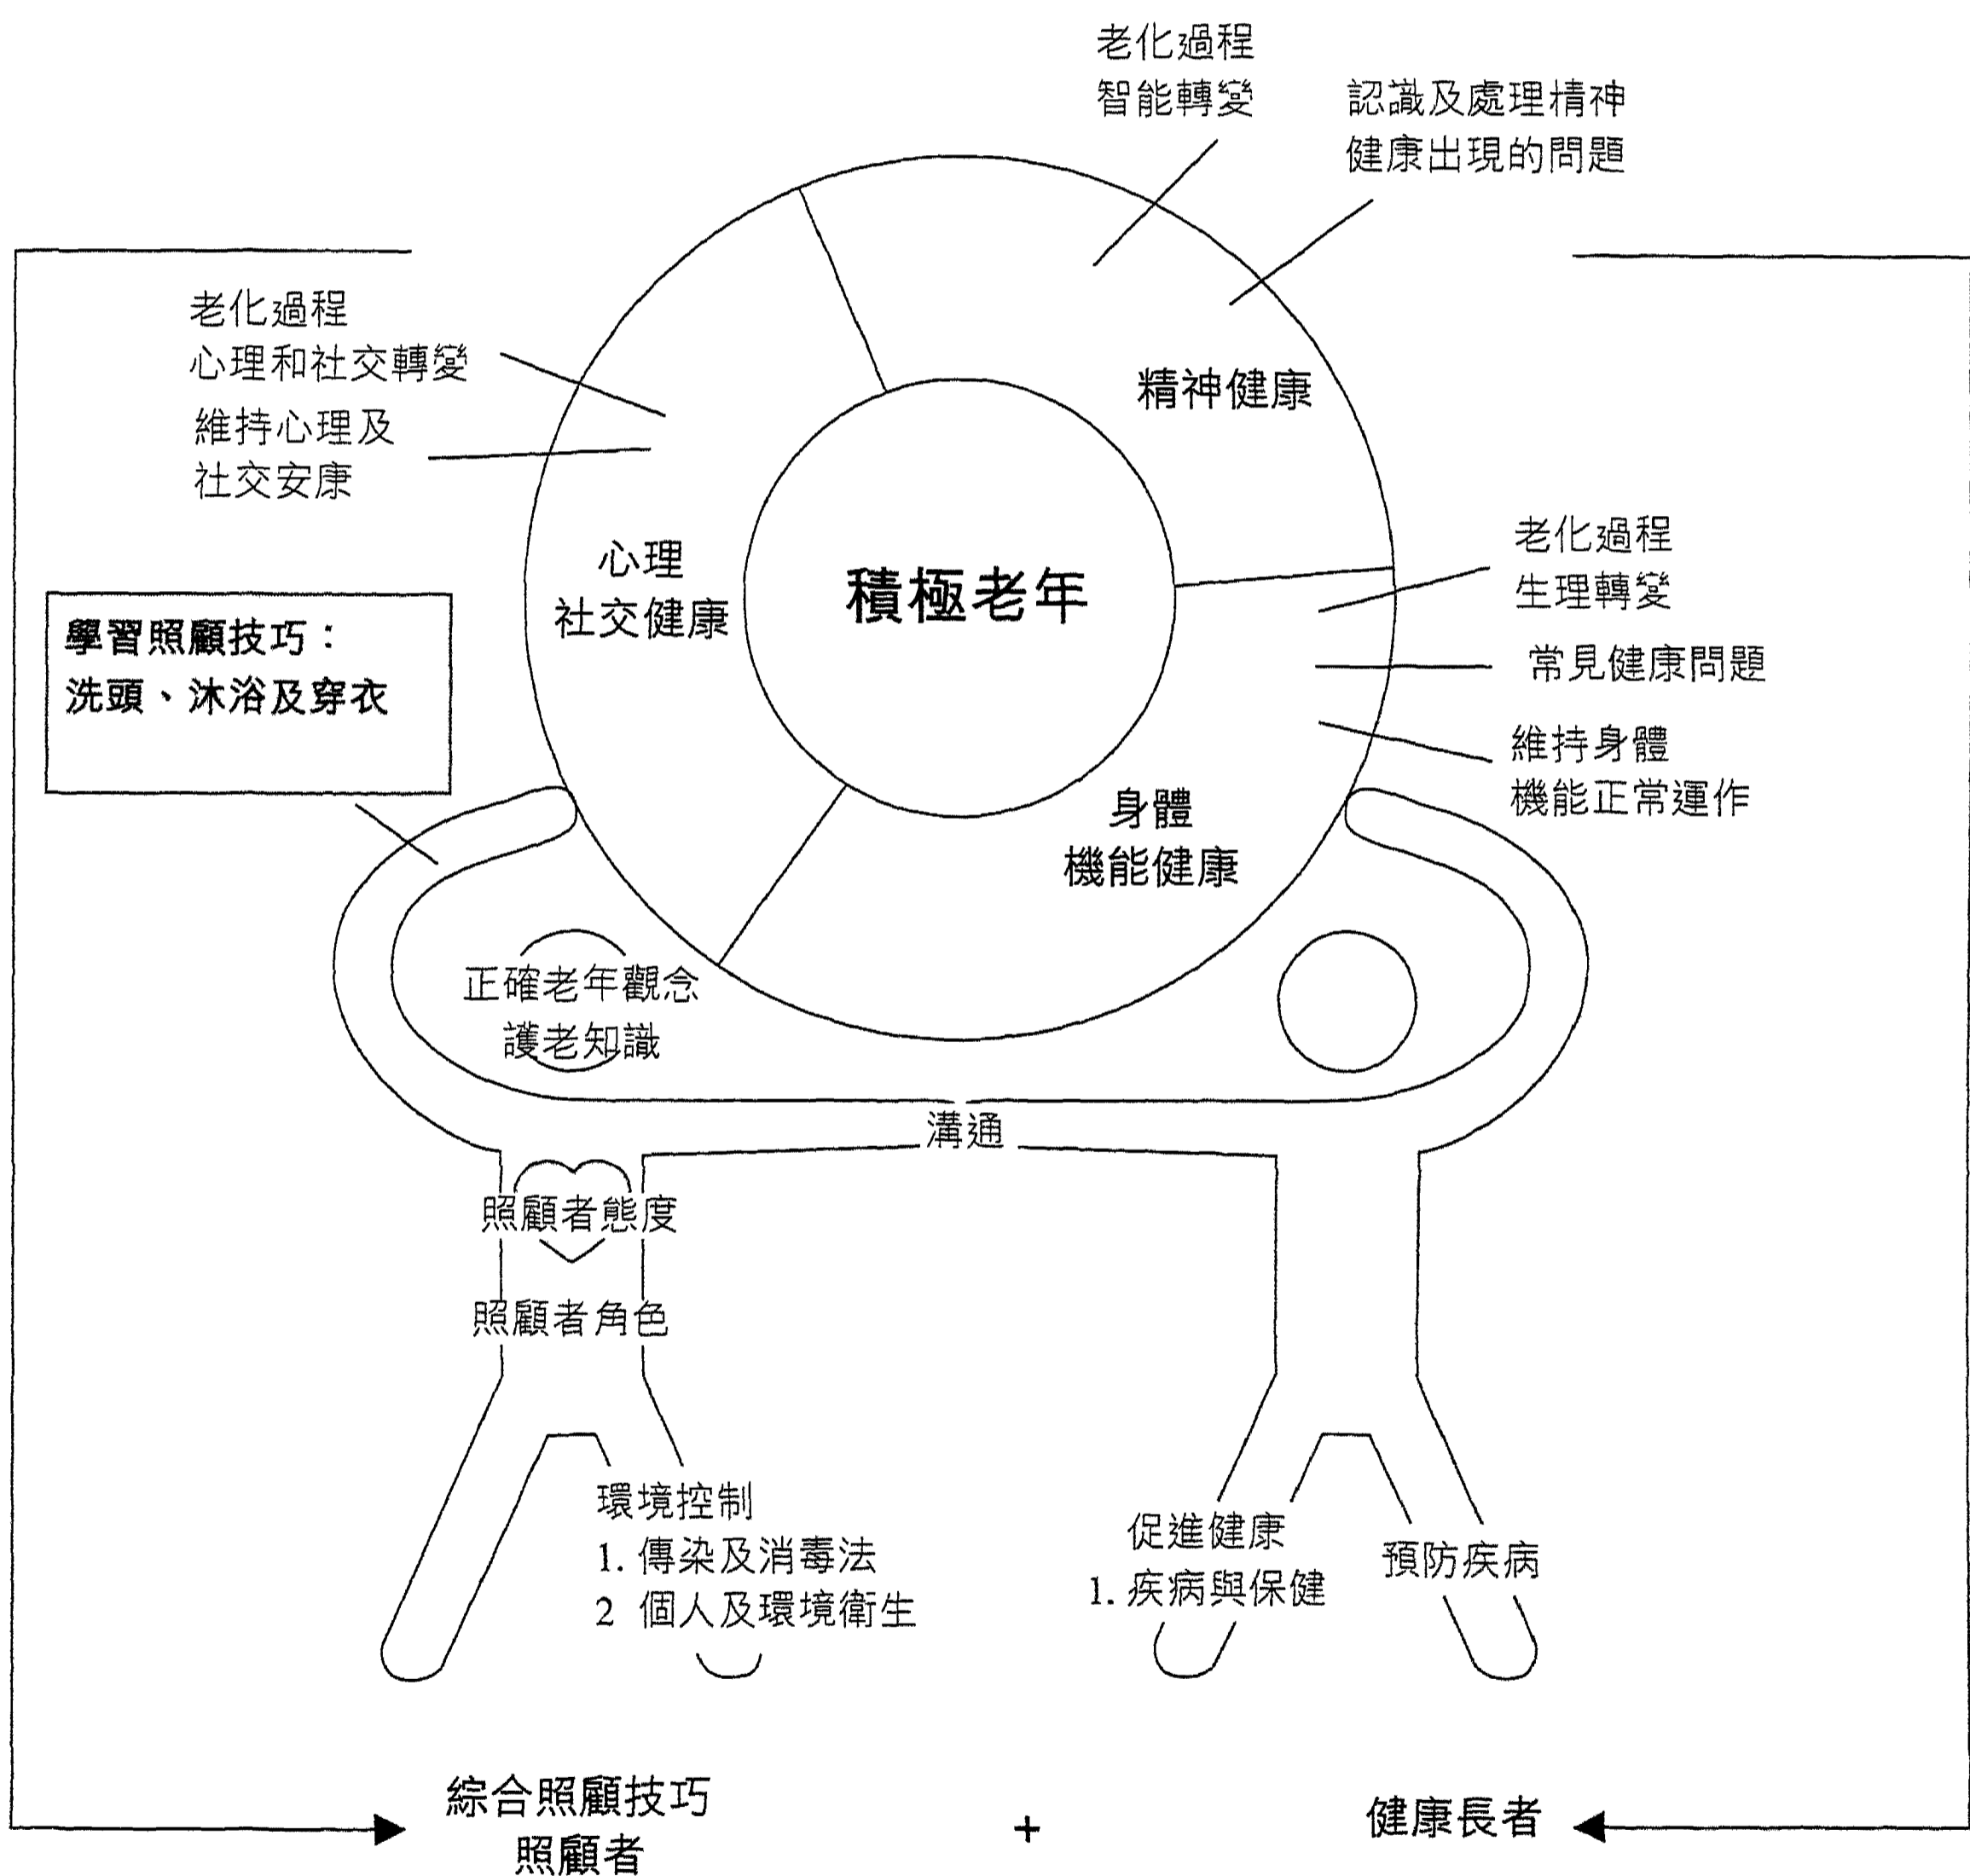 老化過程
智能轉變
認識及處理精神
健康出現的問題
老化過程
心理和社交轉變
維持心理及
社交安康
精神健康
心理
社交健康
積極老年
老化過程
生理轉變
常見健康問題
維持身體
機能正常運作
學習照顧技巧：
洗頭、沐浴及穿衣
身體
機能健康
正確老年觀念
護老知識
溝通
照顧者態度
照顧者角色
環境控制
1. 傳染及消毒法
2 個人及環境衛生
促進健康
1. 疾病與保健
預防疾病
綜合照顧技巧
照顧者
+
健康長者